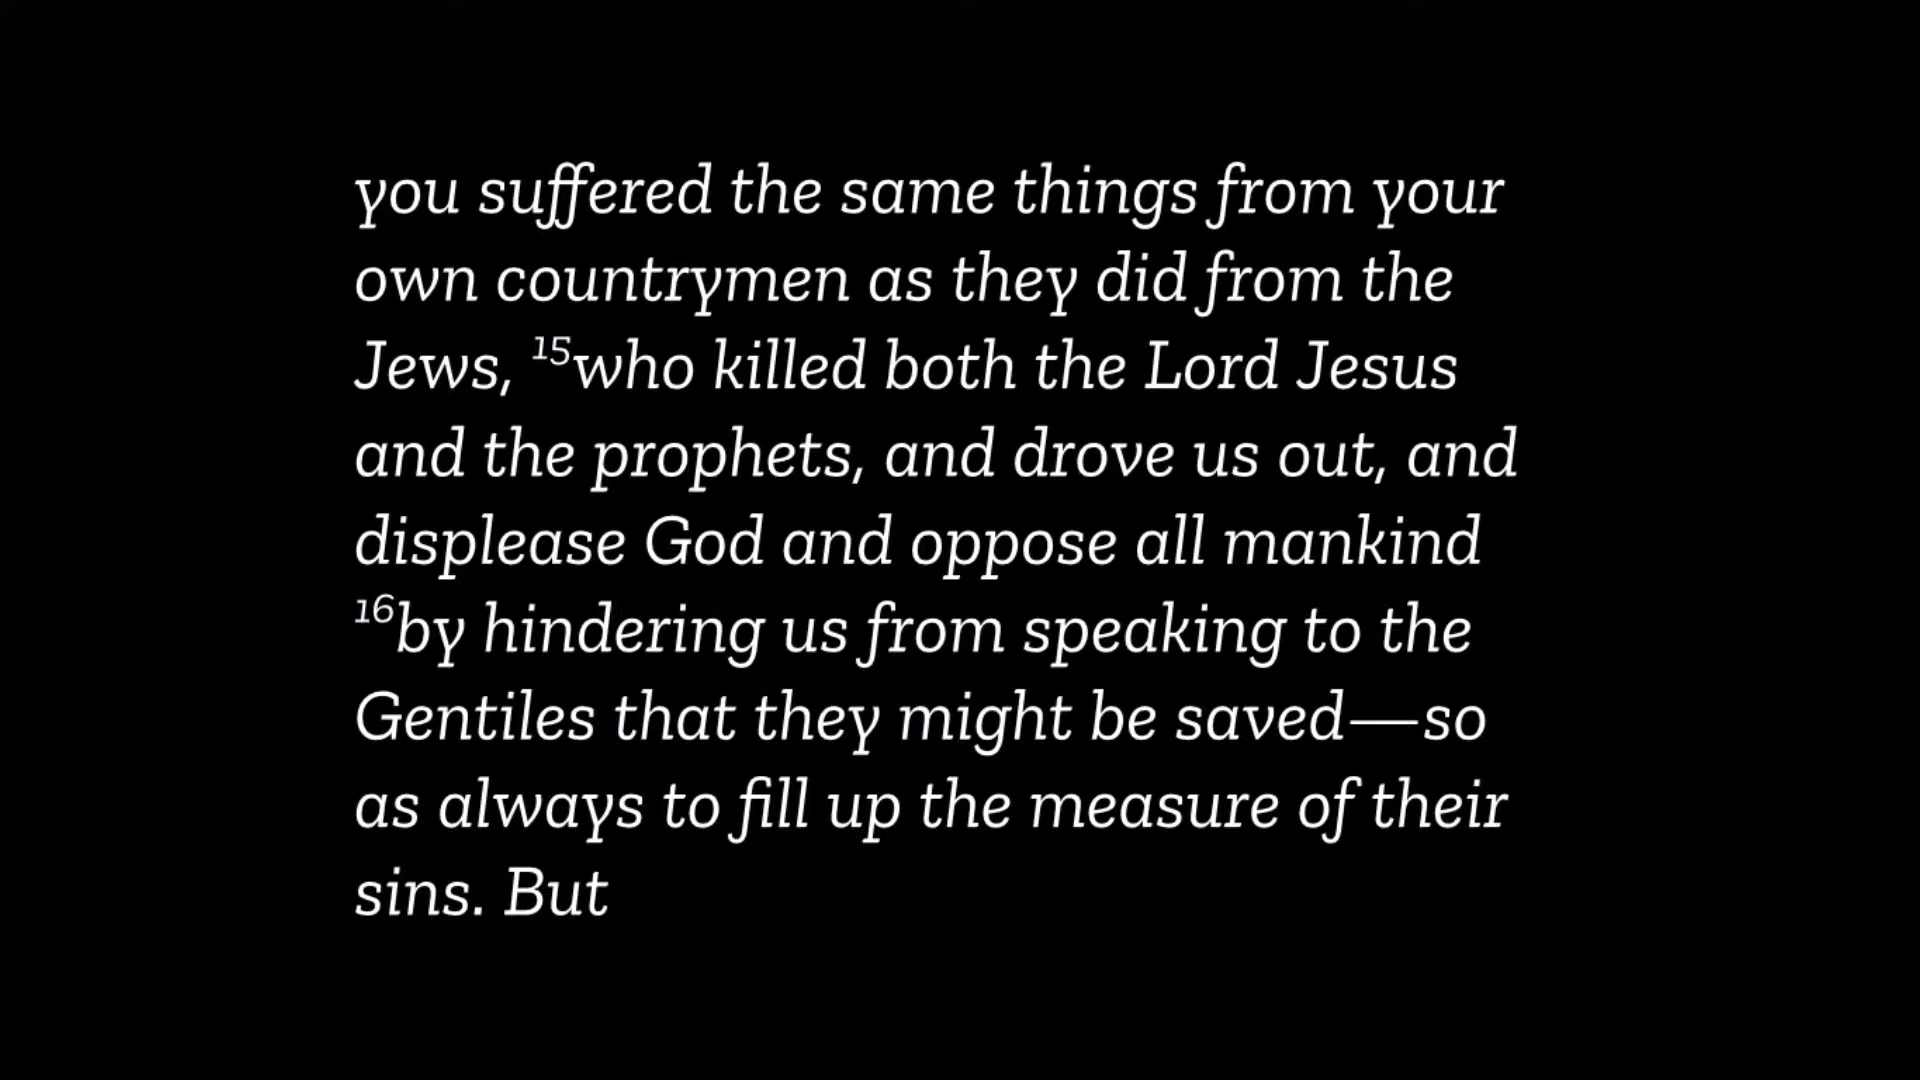 you suffered the same things from your
own countrymen as they did from the
Jews, 15who killed both the Lord Jesus
and the prophets, and drove us out, and
displease God and oppose all mankind
16by hindering us from speaking to the
Gentiles that they might be saved—so
as always to fill up the measure of their
sins. But